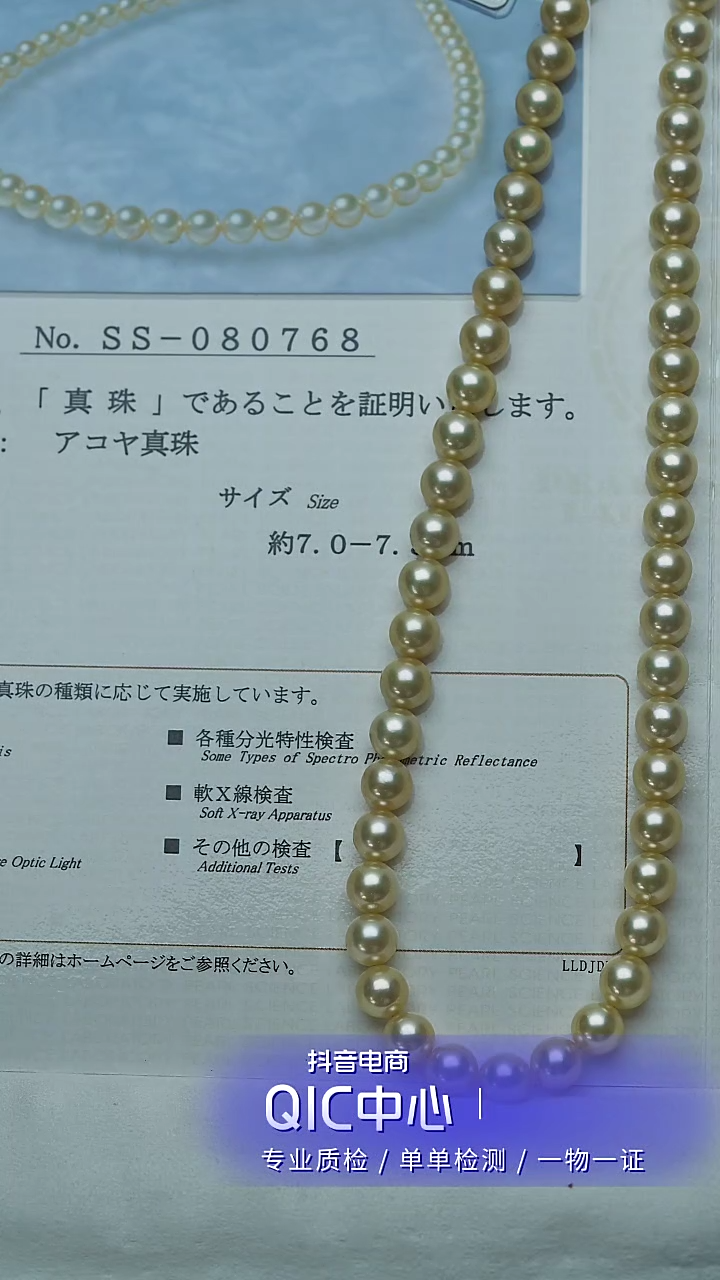 No. SS-080768
「真珠」であることを証明い します。
: アコヤ真珠
サイズ Size
約7.0-7. m
真珠の種類に応じて実施しています。
■ 各種分光特性検査
is
Some Types of Spectro Ph metric Reflectance
■ 軟X線検査
Soft X-ray Apparatus
■ その他の検査 【 】
e Optic Light
Additional Tests
の詳細はホームページをご参照ください。
LLDJD
抖音电商
QIC中心
专业质检 / 单单检测 / 一物一证